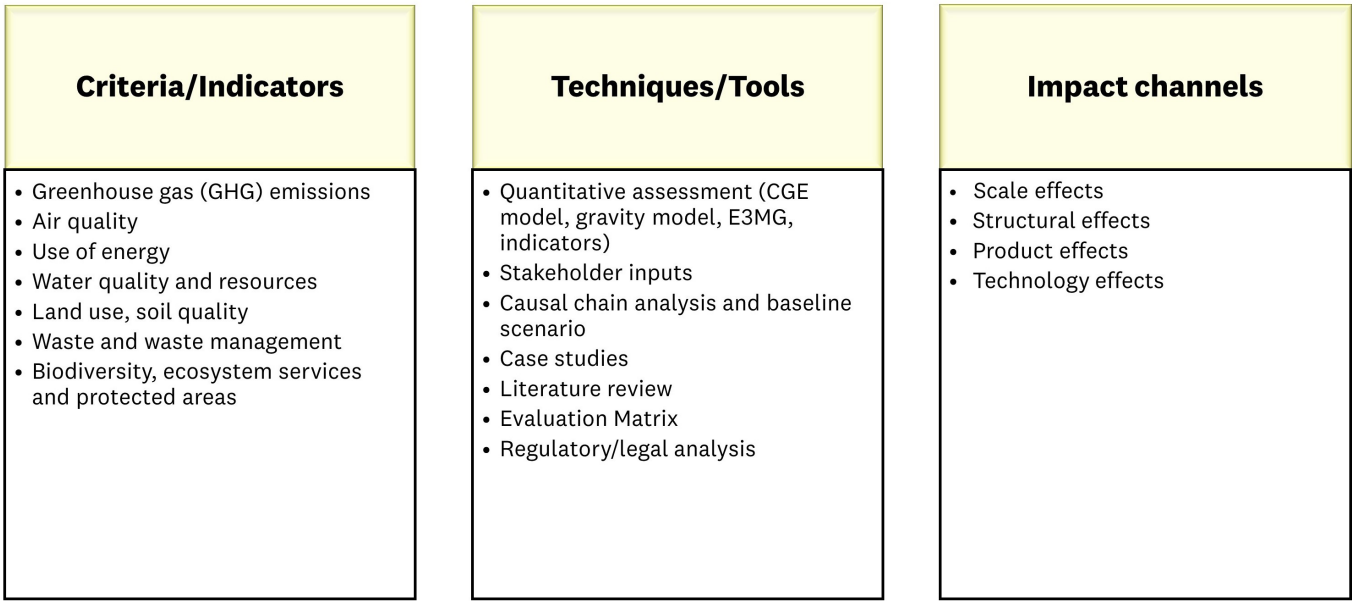 Criteria/Indicators
• Greenhouse gas (GHG) emissions
• Air quality
• Use of energy
• Water quality and resources
• Land use, soil quality
• Waste and waste management
• Biodiversity, ecosystem services
and protected areas
Techniques/Tools
• Quantitative assessment (CGE
model, gravity model, E3MG,
indicators)
• Stakeholder inputs
• Causal chain analysis and baseline
scenario
• Case studies
• Literature review
• Evaluation Matrix
• Regulatory/legal analysis
Impact channels
• Scale effects
• Structural effects
• Product effects
• Technology effects